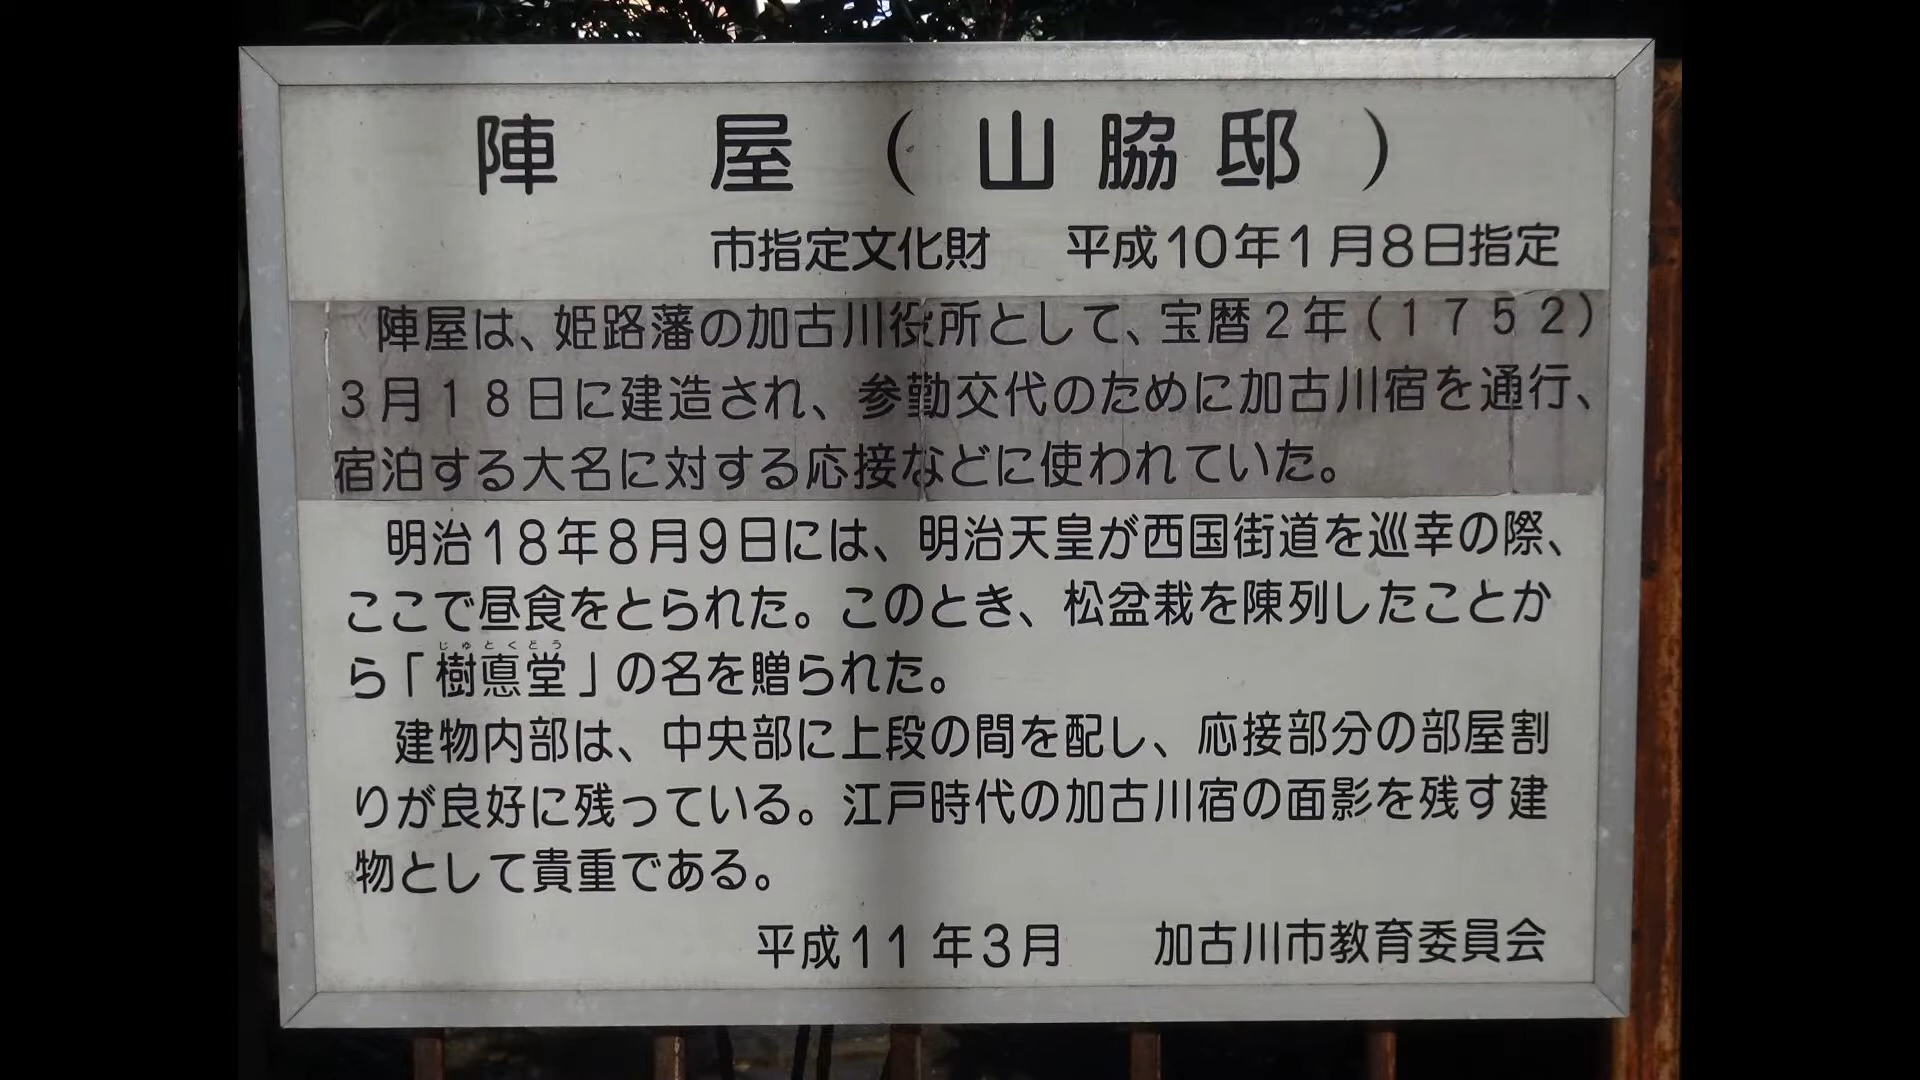 陣 屋（山脇邸）
市指定文化財 平成10年1月8日指定
陣屋は、姫路藩の加古川役所として、宝暦２年（１７５２）
３月１８日に建造され、参勤交代のために加古川宿を通行、
宿泊する大名に対する応接などに使われていた。
明治18年8月9日には、明治天皇が西国街道を巡幸の際、
ここで昼食をとられた。このとき、松盆栽を陳列したことか
じゅとくどう
ら「樹悳堂」の名を贈られた。
建物内部は、中央部に上段の間を配し、応接部分の部屋割
りが良好に残っている。江戸時代の加古川宿の面影を残す建
物として貴重である。
平成11年3月 加古川市教育委員会